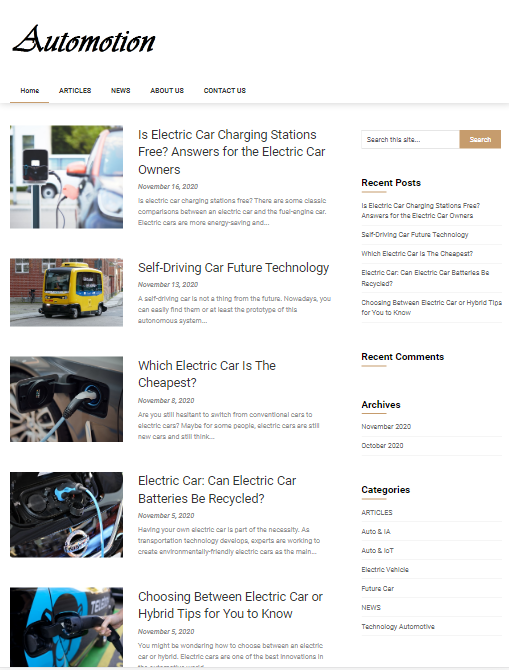 Automotion
Home ARTICLES NEWS ABOUT US CONTACT US
Is Electric Car Charging Stations
Free? Answers for the Electric Car
Owners
November 16, 2020
Is electric car charging stations free? There are some classic
comparisons between an electric car and the fuel-engine car.
Electric cars are more energy-saving and...
Self-Driving Car Future Technology
November 13, 2020
A self-driving car is not a thing from the future. Nowadays, you
can easily find them or at least the prototype of this
autonomous system...
Which Electric Car Is The
Cheapest?
November 8, 2020
Are you still hesitant to switch from conventional cars to
electric cars? Maybe for some people, electric cars are still
new cars and still think...
Electric Car: Can Electric Car
Batteries Be Recycled?
November 5, 2020
Having your own electric car is part of the necessity. As
transportation technology develops, experts are working to
create environmentally-friendly electric cars as the main...
Choosing Between Electric Car or
Hybrid Tips for You to Know
November 5, 2020
You might be wondering how to choose between an electric
car or hybrid. Electric cars are one of the best innovations in
the automotive world
Search this site... Search
Recent Posts
Is Electric Car Charging Stations Free?
Answers for the Electric Car Owners
Self-Driving Car Future Technology
Which Electric Car Is The Cheapest?
Electric Car: Can Electric Car Batteries Be
Recycled?
Choosing Between Electric Car or Hybrid Tips
for You to Know
Recent Comments
Archives
November 2020
October 2020
Categories
ARTICLES
Auto & IA
Auto & IoT
Electric Vehicle
Future Car
NEWS
Technology Automotive